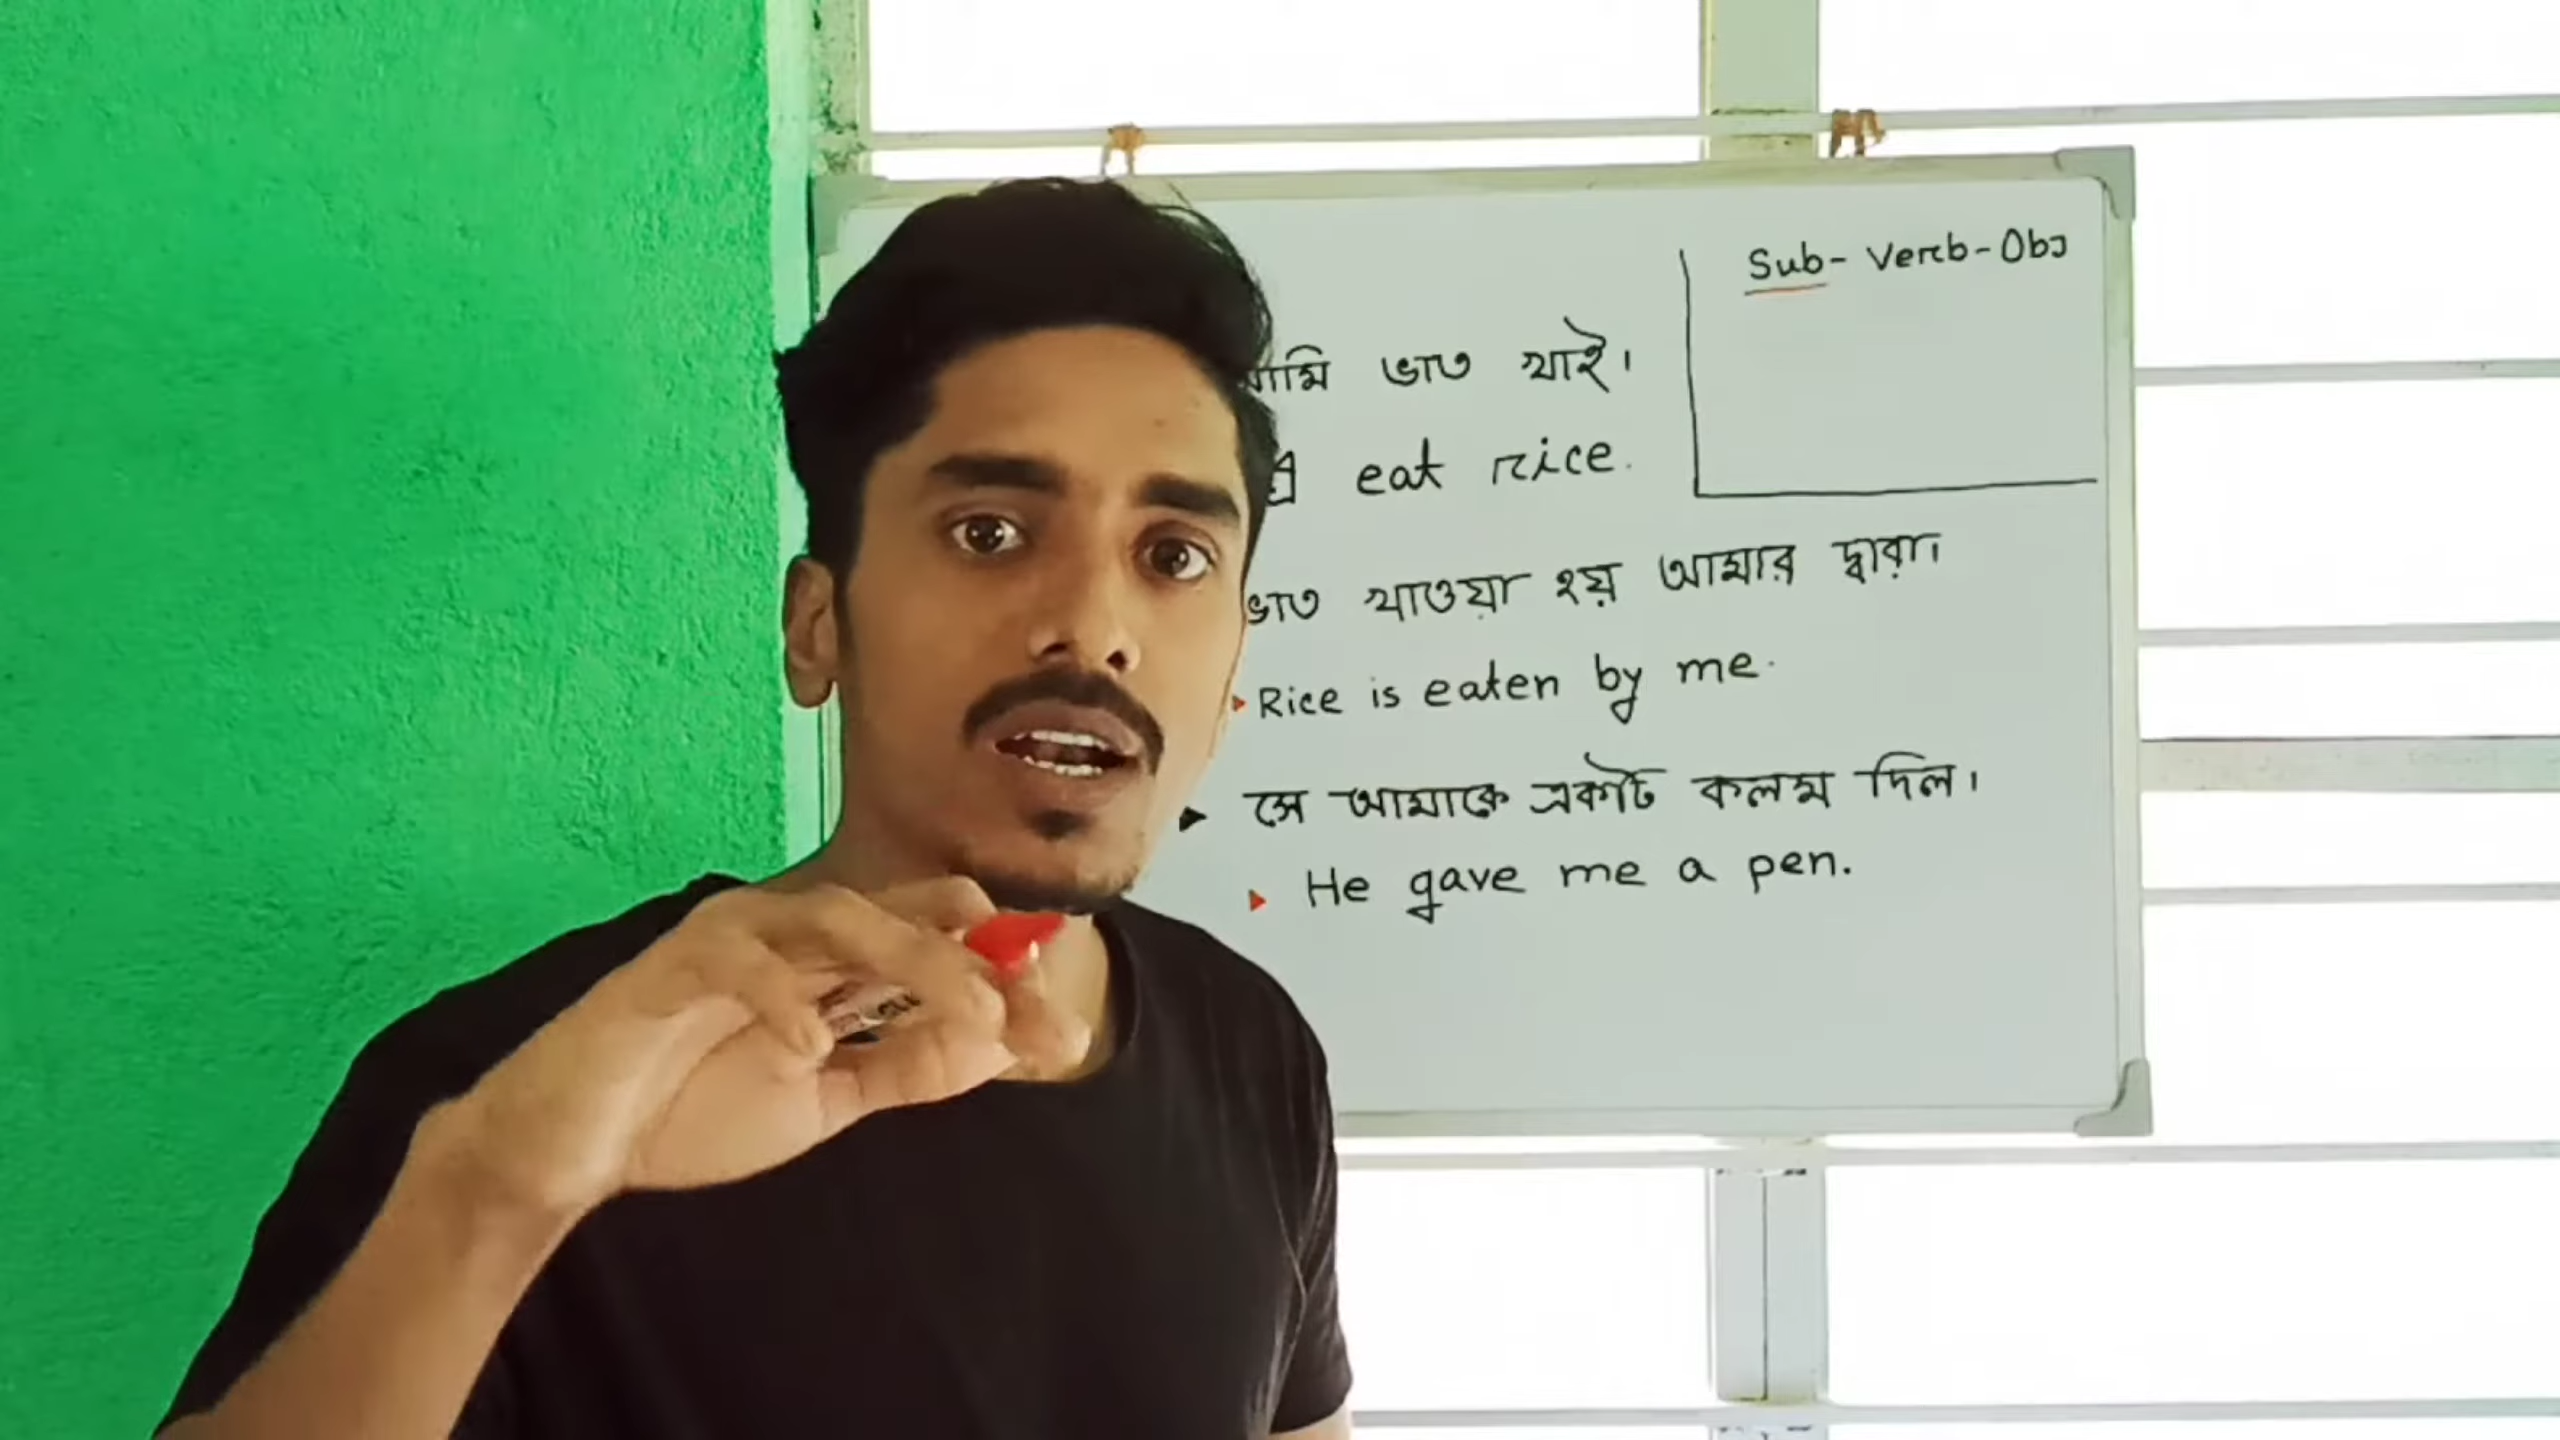 Sub- Verb- Obj
আমি ভাত খাই।
I eat rice.
ভাত খাওয়া হয় আমার দ্বারা।
Rice is eaten by me.
সে আমাকে একটি কলম দিল।
He gave me a pen.